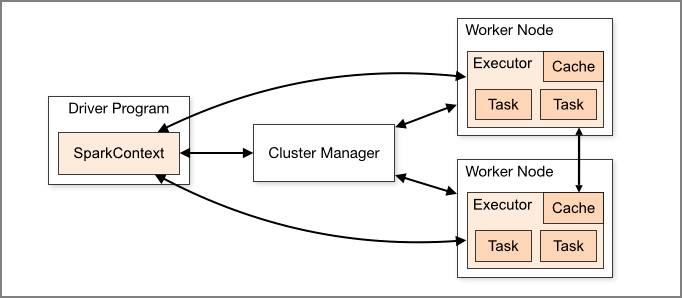 Driver Program
SparkContext
Cluster Manager
Worker Node
Executor
Cache
Task
Task
Worker Node
Executor
Cache
Task
Task